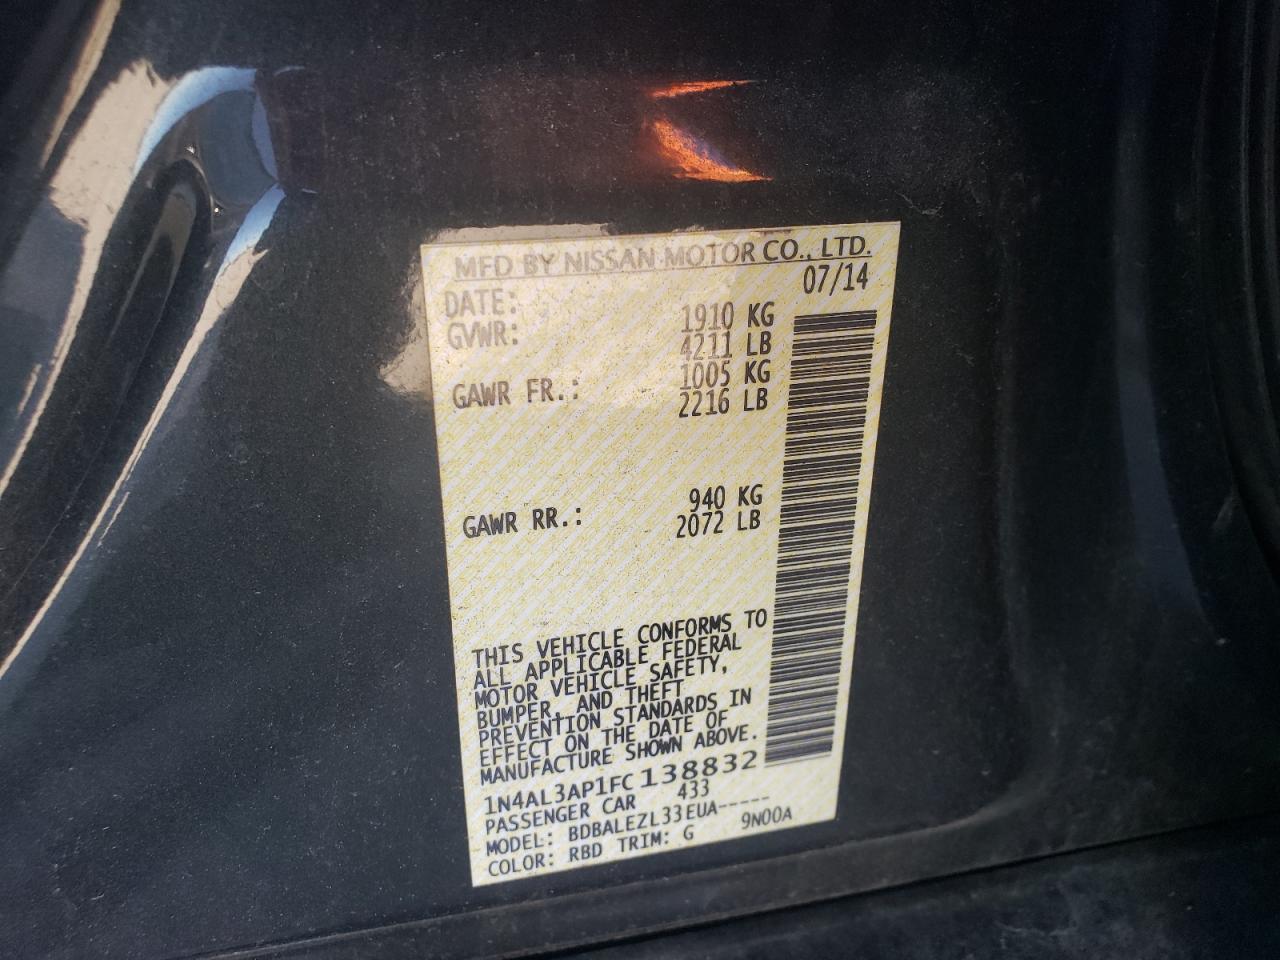 MFD BY NISSAN MOTOR CO., LTD.
DATE: 07/14
GVWR: 1910 KG
4211 LB
GAWR FR.: 1005 KG
2216 LB
GAWR RR.: 940 KG
2072 LB
THIS VEHICLE CONFORMS TO
ALL APPLICABLE FEDERAL
MOTOR VEHICLE SAFETY,
BUMPER, AND THEFT
PREVENTION STANDARDS IN
EFFECT ON THE DATE OF
MANUFACTURE SHOWN ABOVE.
1N4AL3AP1FC138832
PASSENGER CAR 433
MODEL: BDBALEZL33EUA-----
COLOR: RBD TRIM: G 9N00A